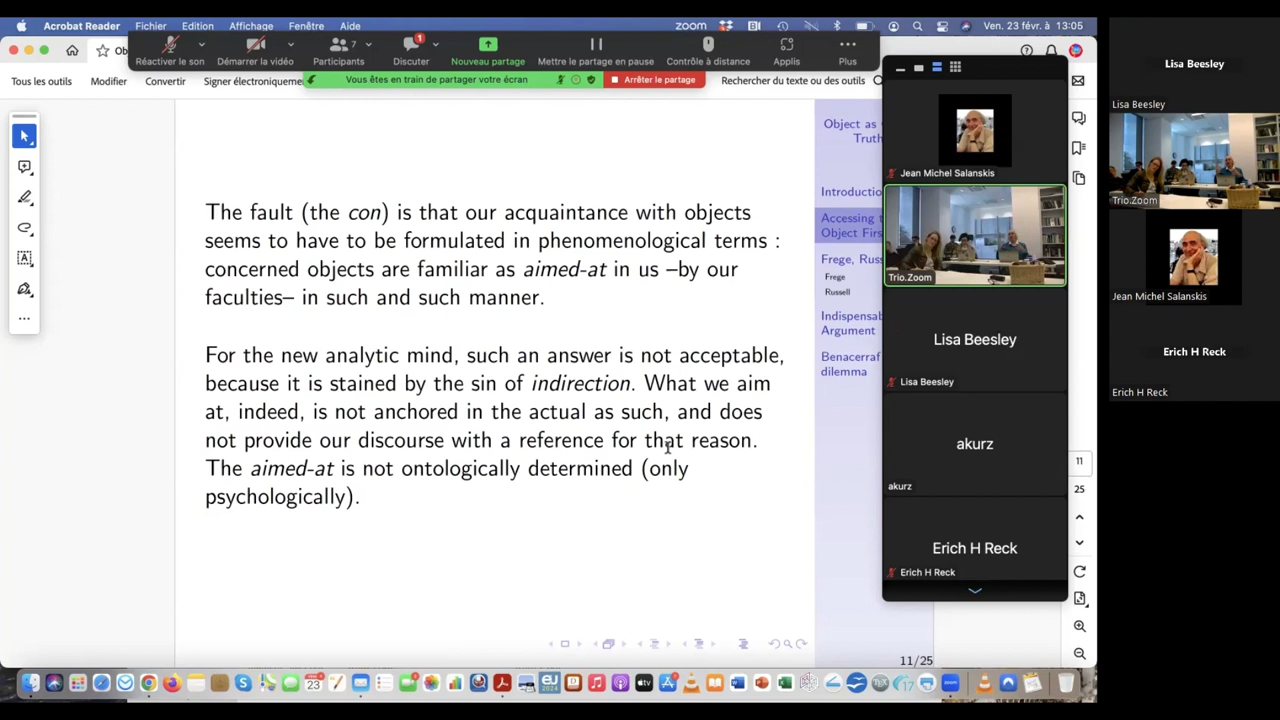 Acrobat Reader Fichier Edition Affichage Fenêtre Aide
zoom
Ven. 23 févr. à 13:05
Ob
7
1
Réactiver le son Démarrer la vidéo Participants Discuter Nouveau partage Mettre le partage en pause Contrôle à distance Applis Plus
Tous les outils Modifier Convertir Signer électroniquemen
Vous êtes en train de partager votre écran Arrêter le partage
Rechercher du texte ou des outils
The fault (the con) is that our acquaintance with objects
seems to have to be formulated in phenomenological terms :
concerned objects are familiar as aimed-at in us –by our
faculties– in such and such manner.
For the new analytic mind, such an answer is not acceptable,
because it is stained by the sin of indirection. What we aim
at, indeed, is not anchored in the actual as such, and does
not provide our discourse with a reference for that reason.
The aimed-at is not ontologically determined (only
psychologically).
Object as
Truth
Introductio
Accessing t
Object Firs
Frege, Russ
Frege
Russell
Indispensab
Argument
Benacerraf
dilemma
11/25
Jean Michel Salanskis
Trio.Zoom
Lisa Beesley
Lisa Beesley
akurz
akurz
Erich H Reck
Erich H Reck
11
25
Lisa Beesley
Lisa Beesley
Trio.Zoom
Jean Michel Salanskis
Erich H Reck
Erich H Reck